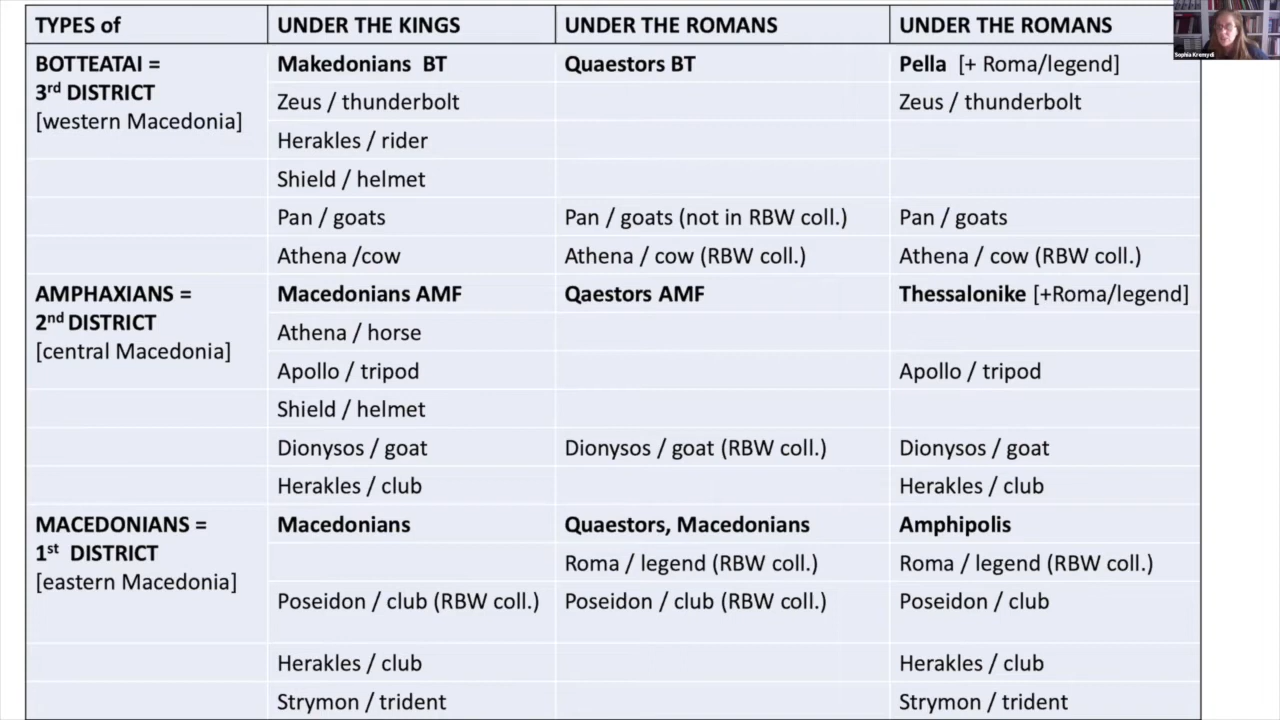 TYPES of UNDER THE KINGS UNDER THE ROMANS UNDER THE ROMANS
BOTTEATAI = Makedonians BT Quaestors BT Pella [+ Roma/legend]
3rd DISTRICT Zeus / thunderbolt Zeus / thunderbolt
[western Macedonia]
Herakles / rider
Shield / helmet
Pan / goats Pan / goats (not in RBW coll.) Pan / goats
Athena /cow Athena / cow (RBW coll.) Athena / cow (RBW coll.)
AMPHAXIANS = Macedonians AMF Qaestors AMF Thessalonike [+Roma/legend]
2nd DISTRICT Athena / horse
[central Macedonia]
Apollo / tripod Apollo / tripod
Shield / helmet
Dionysos / goat Dionysos / goat (RBW coll.) Dionysos / goat
Herakles / club Herakles / club
MACEDONIANS = Macedonians Quaestors, Macedonians Amphipolis
1st DISTRICT Roma / legend (RBW coll.) Roma / legend (RBW coll.)
[eastern Macedonia]
Poseidon / club (RBW coll.) Poseidon / club (RBW coll.) Poseidon / club
Herakles / club Herakles / club
Strymon / trident Strymon / trident
Sophia Kremydi